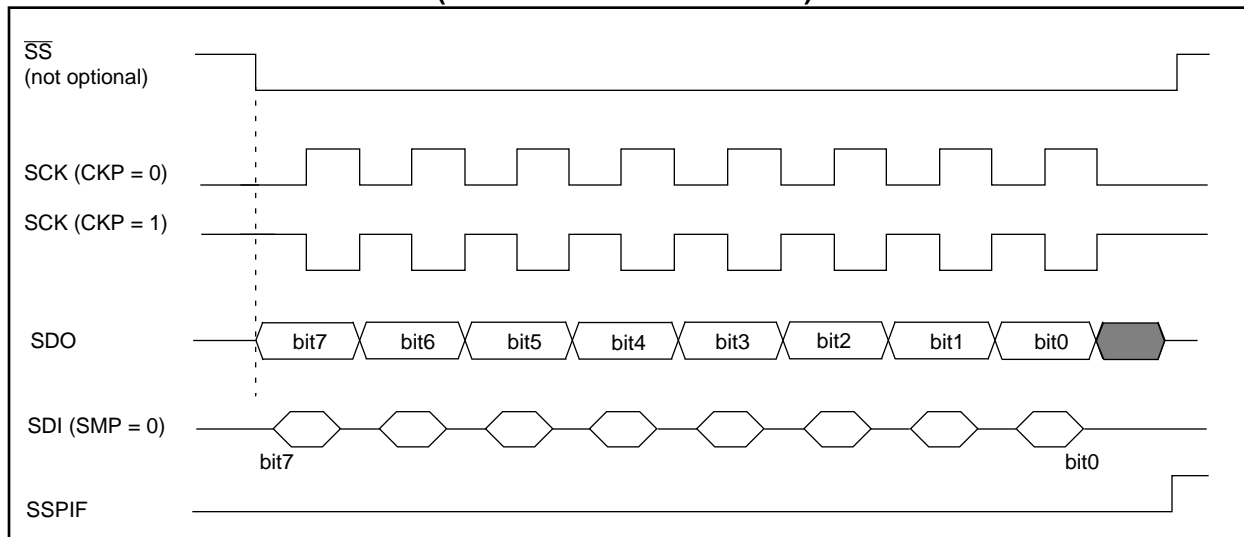 SS
(not optional)
SCK (CKP = 0)
SCK (CKP = 1)
SDO
bit7 bit6 bit5 bit4 bit3 bit2 bit1 bit0
SDI (SMP = 0)
bit7 bit0
SSPIF